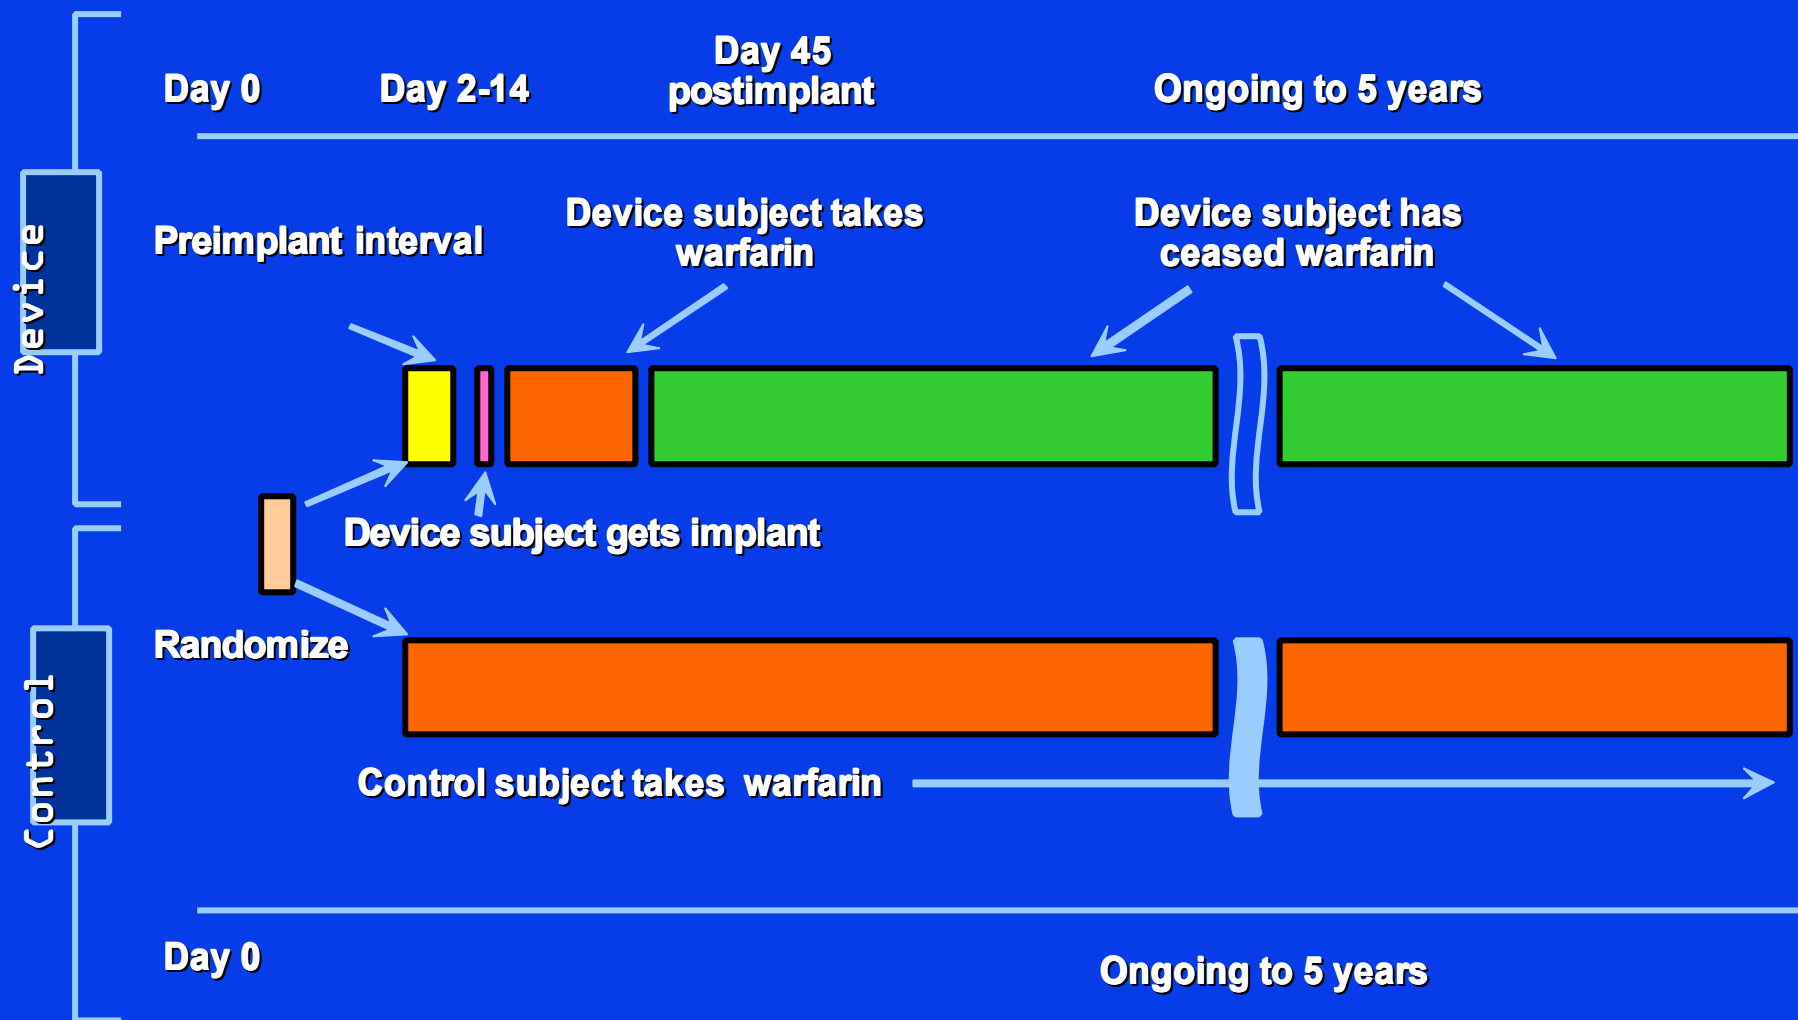 Day 0
Day 2-14
Day 45
postimplant
Ongoing to 5 years
Device
Preimplant interval
Device subject takes
warfarin
Device subject has
ceased warfarin
Device subject gets implant
Randomize
Control
Control subject takes warfarin
Day 0
Ongoing to 5 years